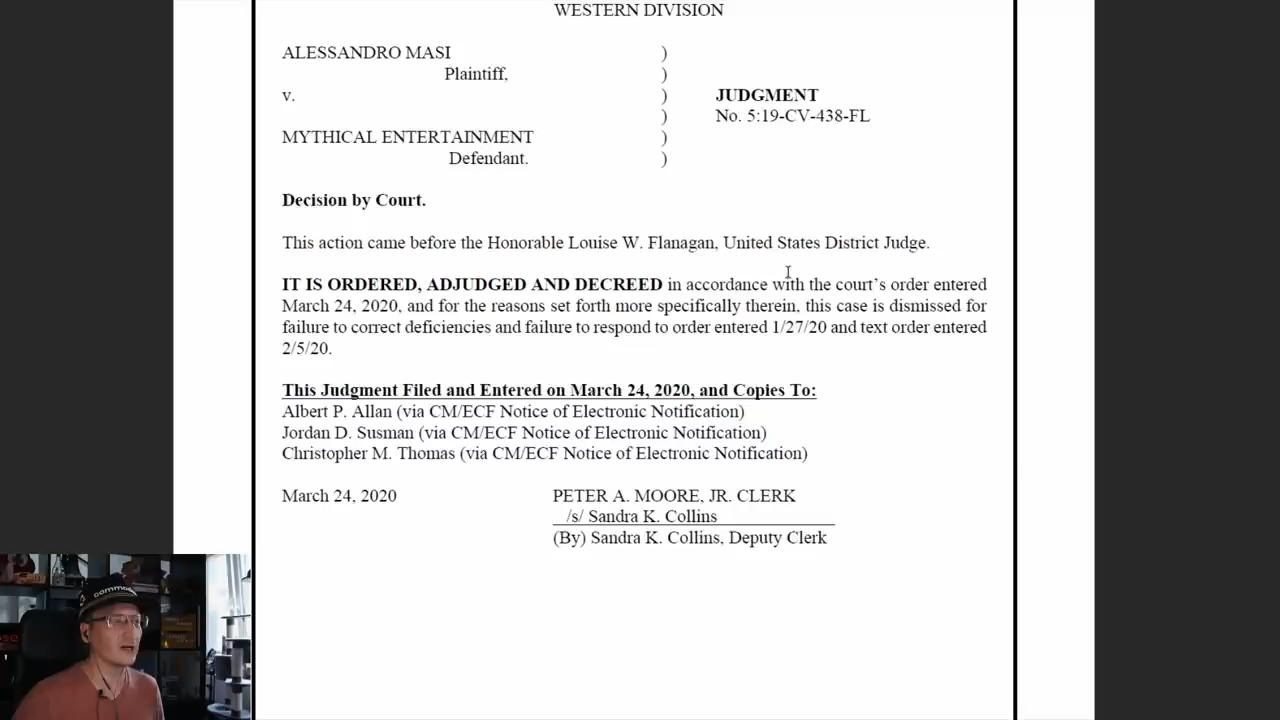 WESTERN DIVISION
ALESSANDRO MASI )
Plaintiff, )
v. ) JUDGMENT
) No. 5:19-CV-438-FL
MYTHICAL ENTERTAINMENT )
Defendant. )
Decision by Court.
This action came before the Honorable Louise W. Flanagan, United States District Judge.
IT IS ORDERED, ADJUDGED AND DECREED in accordance with the court's order entered
March 24, 2020, and for the reasons set forth more specifically therein, this case is dismissed for
failure to correct deficiencies and failure to respond to order entered 1/27/20 and text order entered
2/5/20.
This Judgment Filed and Entered on March 24, 2020, and Copies To:
Albert P. Allan (via CM/ECF Notice of Electronic Notification)
Jordan D. Susman (via CM/ECF Notice of Electronic Notification)
Christopher M. Thomas (via CM/ECF Notice of Electronic Notification)
March 24, 2020 PETER A. MOORE, JR. CLERK
/s/ Sandra K. Collins
(By) Sandra K. Collins, Deputy Clerk